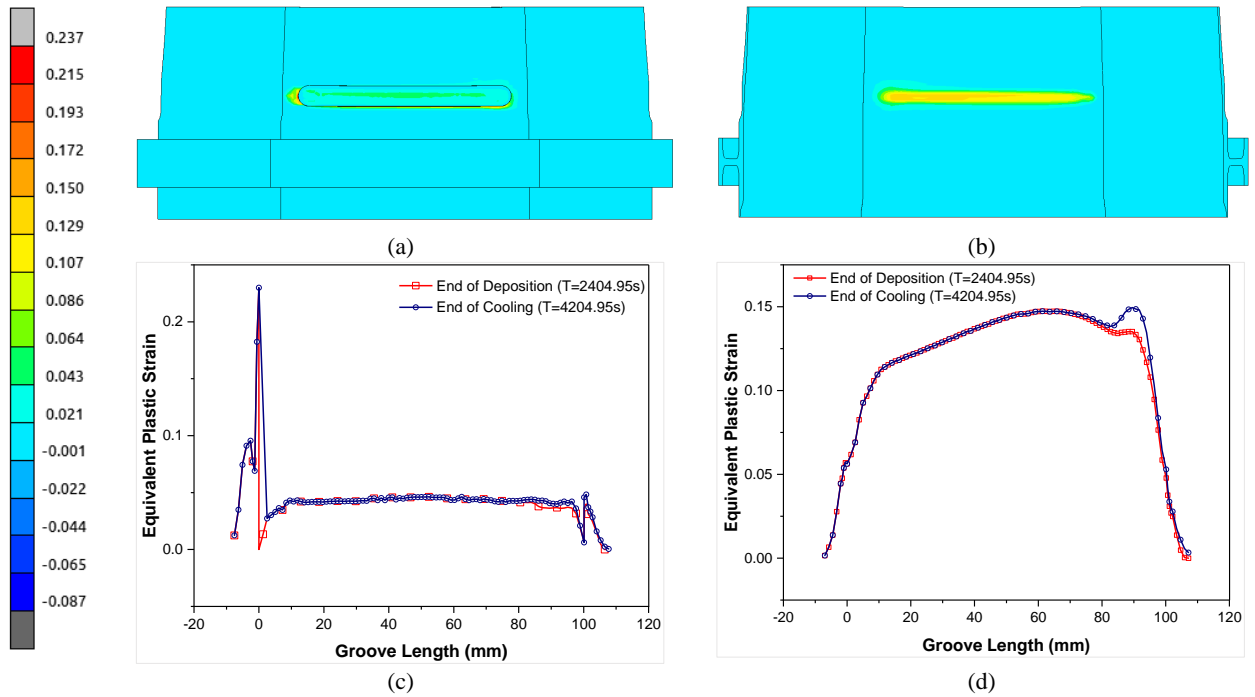 0.237
0.215
0.193
0.172
0.150
0.129
0.107
0.086
0.064
0.043
0.021
-0.001
-0.022
-0.044
-0.065
-0.087
(a)
(b)
End of Deposition (T=2404.95s)
End of Cooling (T=4204.95s)
Equivalent Plastic Strain
0.2
0.1
0.0
-20 0 20 40 60 80 100 120
Groove Length (mm)
(c)
End of Deposition (T=2404.95s)
End of Cooling (T=4204.95s)
Equivalent Plastic Strain
0.15
0.10
0.05
0.00
-20 0 20 40 60 80 100 120
Groove Length (mm)
(d)